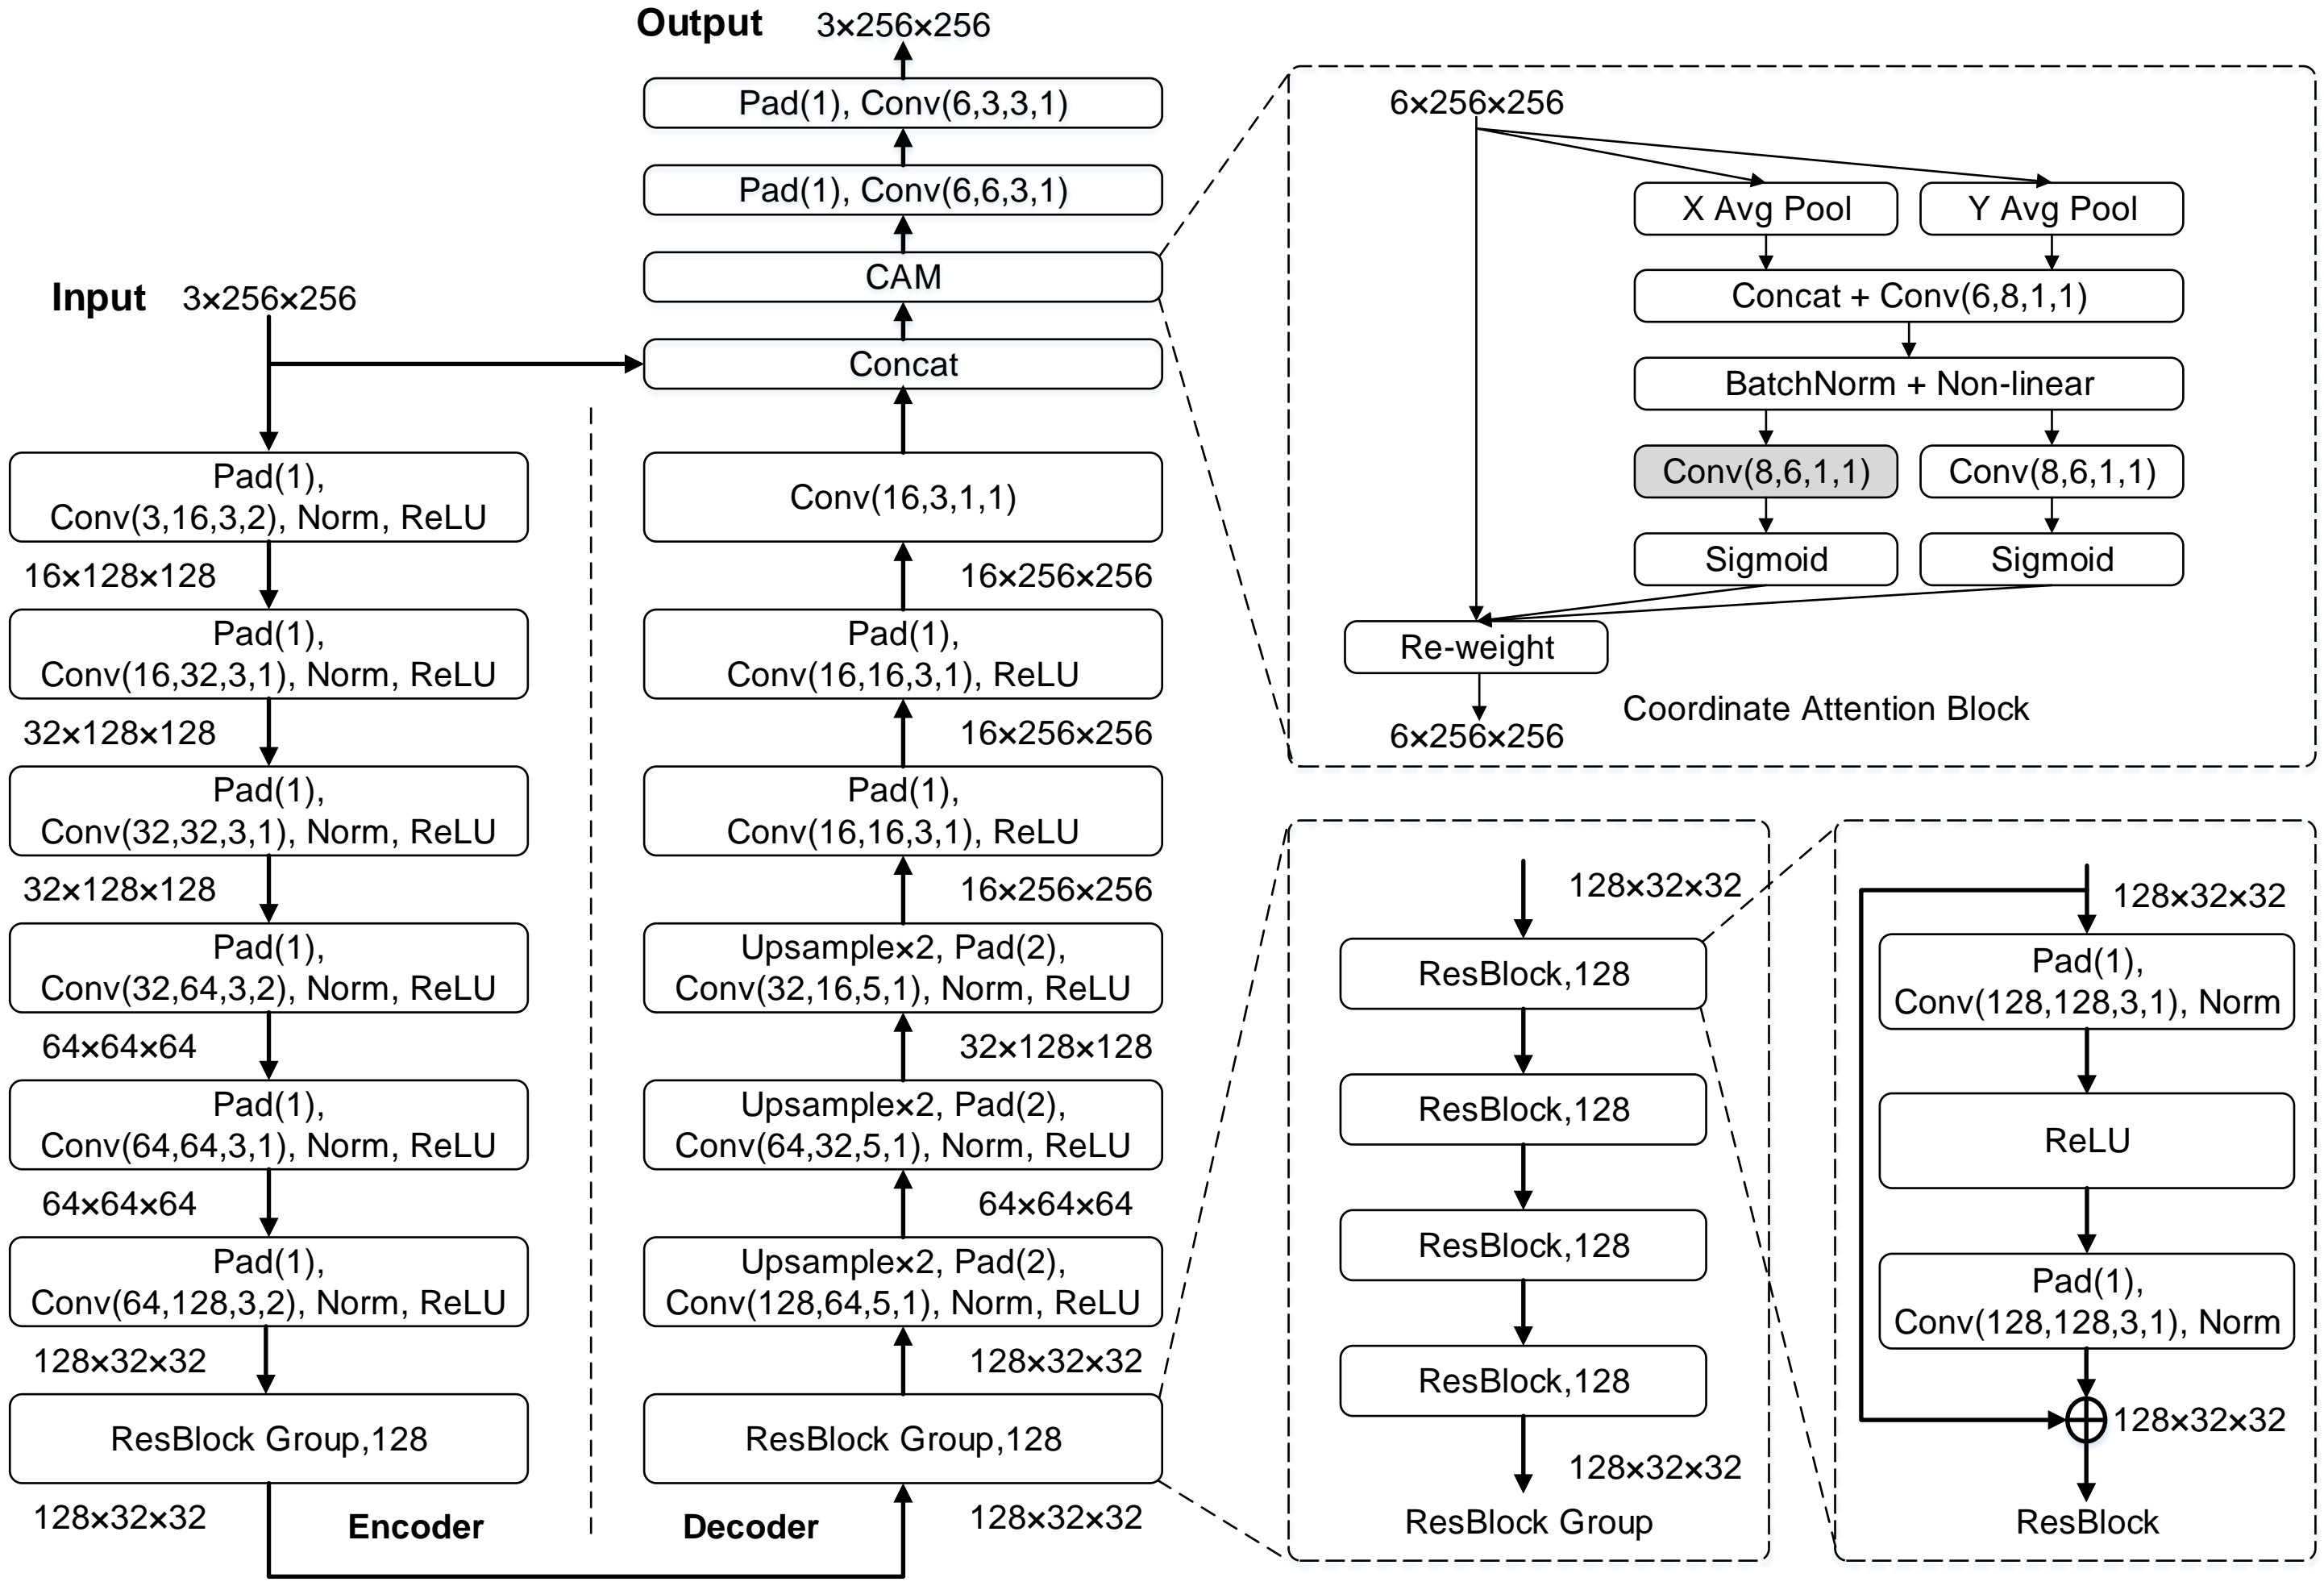 Output 3×256×256
Pad(1), Conv(6,3,3,1)
Pad(1), Conv(6,6,3,1)
CAM
Concat
Input 3×256×256
Pad(1),
Conv(3,16,3,2), Norm, ReLU
16×128×128
Pad(1),
Conv(16,32,3,1), Norm, ReLU
32×128×128
Pad(1),
Conv(32,32,3,1), Norm, ReLU
32×128×128
Pad(1),
Conv(32,64,3,2), Norm, ReLU
64×64×64
Pad(1),
Conv(64,64,3,1), Norm, ReLU
64×64×64
Pad(1),
Conv(64,128,3,2), Norm, ReLU
128×32×32
ResBlock Group,128
128×32×32
Encoder
Conv(16,3,1,1)
16×256×256
Pad(1),
Conv(16,16,3,1), ReLU
16×256×256
Pad(1),
Conv(16,16,3,1), ReLU
16×256×256
Upsample×2, Pad(2),
Conv(32,16,5,1), Norm, ReLU
32×128×128
Upsample×2, Pad(2),
Conv(64,32,5,1), Norm, ReLU
64×64×64
Upsample×2, Pad(2),
Conv(128,64,5,1), Norm, ReLU
128×32×32
ResBlock Group,128
Decoder
128×32×32
6×256×256
X Avg Pool
Y Avg Pool
Concat + Conv(6,8,1,1)
BatchNorm + Non-linear
Conv(8,6,1,1)
Conv(8,6,1,1)
Sigmoid
Sigmoid
Re-weight
Coordinate Attention Block
6×256×256
128×32×32
ResBlock,128
ResBlock,128
ResBlock,128
ResBlock,128
128×32×32
ResBlock Group
128×32×32
Pad(1),
Conv(128,128,3,1), Norm
ReLU
Pad(1),
Conv(128,128,3,1), Norm
128×32×32
ResBlock